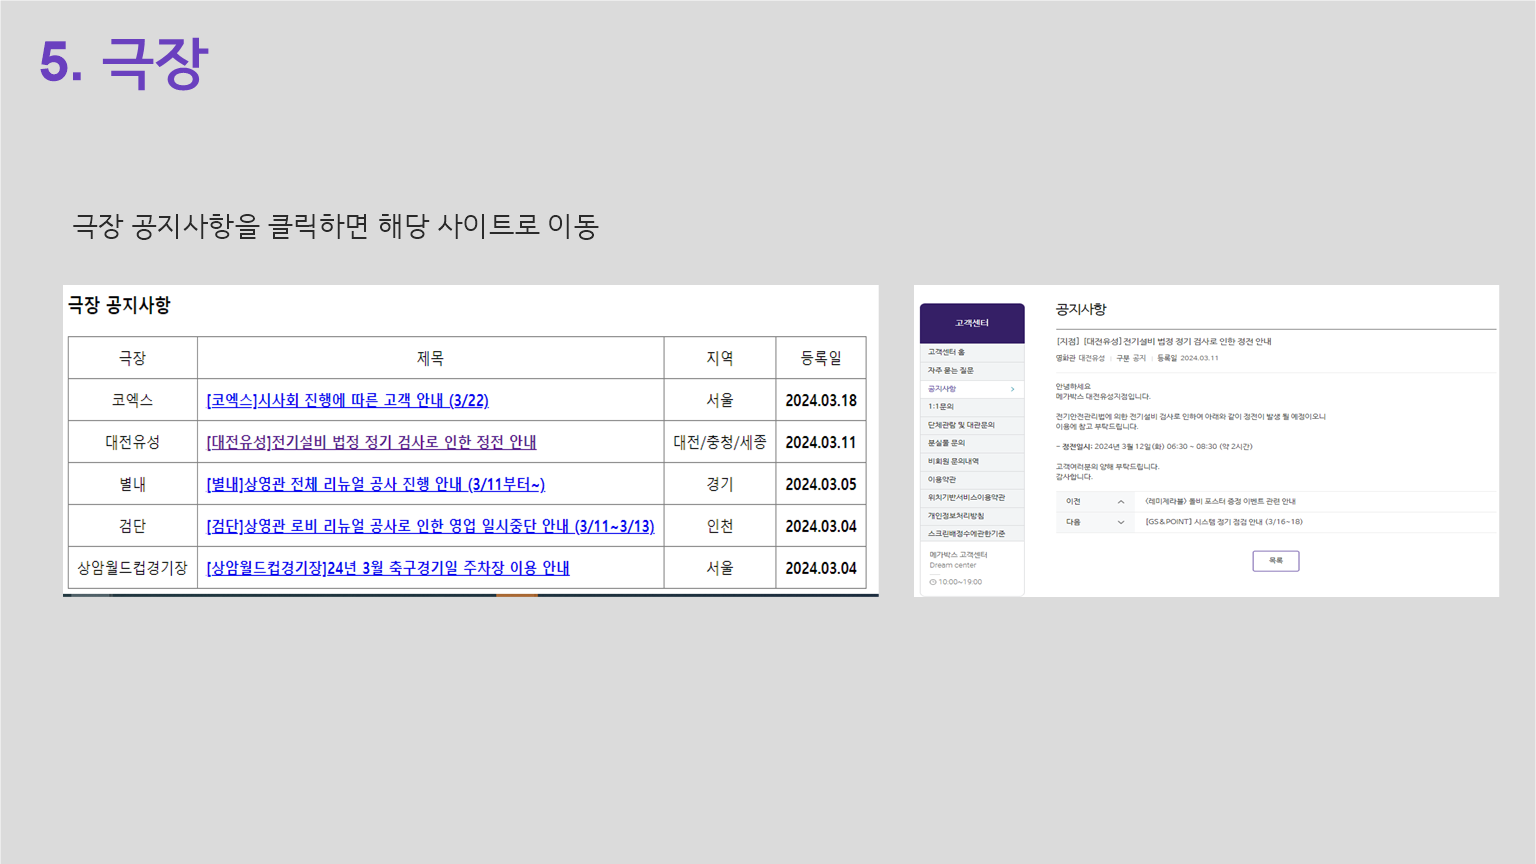 5. 극장
극장 공지사항을 클릭하면 해당 사이트로 이동
극장 공지사항
극장 제목 지역 등록일
코엑스 [코엑스]시사회 진행에 따른 고객 안내 (3/22) 서울 2024.03.18
대전유성 [대전유성]전기설비 법정 정기 검사로 인한 정전 안내 대전/충청/세종 2024.03.11
별내 [별내]상영관 전체 리뉴얼 공사 진행 안내 (3/11부터~) 경기 2024.03.05
검단 [검단]상영관 로비 리뉴얼 공사로 인한 영업 일시중단 안내 (3/11~3/13) 인천 2024.03.04
상암월드컵경기장 [상암월드컵경기장]24년 3월 축구경기일 주차장 이용 안내 서울 2024.03.04
고객센터
고객센터 홈
자주 묻는 질문
공지사항
1:1문의
단체관람 및 대관문의
분실물 문의
비회원 문의내역
이용약관
위치기반서비스이용약관
개인정보처리방침
스크린배정수에관한기준
메가박스 고객센터
Dream center
10:00~19:00
공지사항
[지점] [대전유성]전기설비 법정 정기 검사로 인한 정전 안내
영화관 대전유성 구분 공지 등록일 2024.03.11
안녕하세요
메가박스 대전유성지점입니다.
전기안전관리법에 의한 전기설비 검사로 인하여 아래와 같이 정전이 발생 될 예정이오니
이용에 참고 부탁드립니다.
- 정전일시: 2024년 3월 12일(화) 06:30 ~ 08:30 (약 2시간)
고객여러분의 양해 부탁드립니다.
감사합니다.
이전 <레미제라블> 돌비 포스터 증정 이벤트 관련 안내
다음 [GS&POINT] 시스템 정기 점검 안내 (3/16~18)
목록